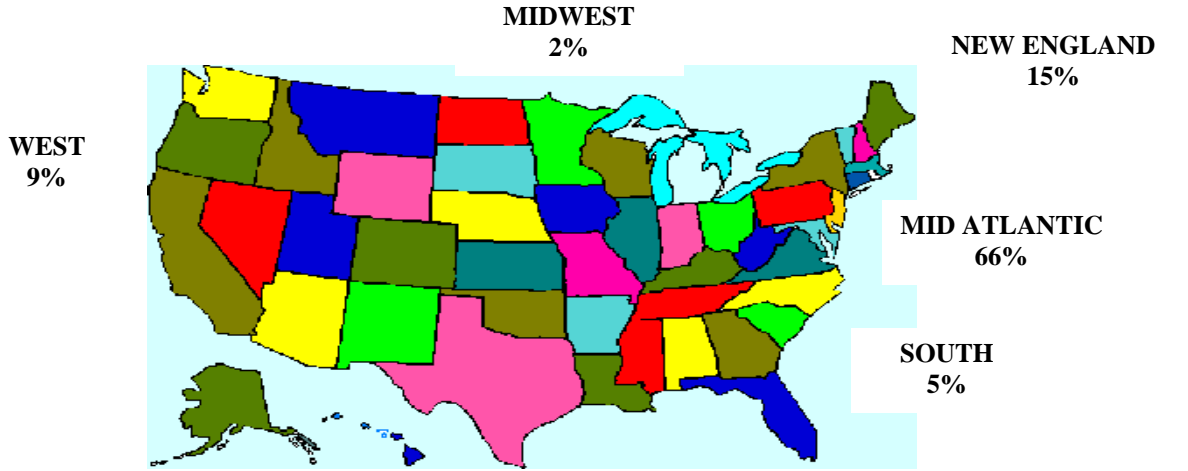 MIDWEST
2%
NEW ENGLAND
15%
WEST
9%
MID ATLANTIC
66%
SOUTH
5%